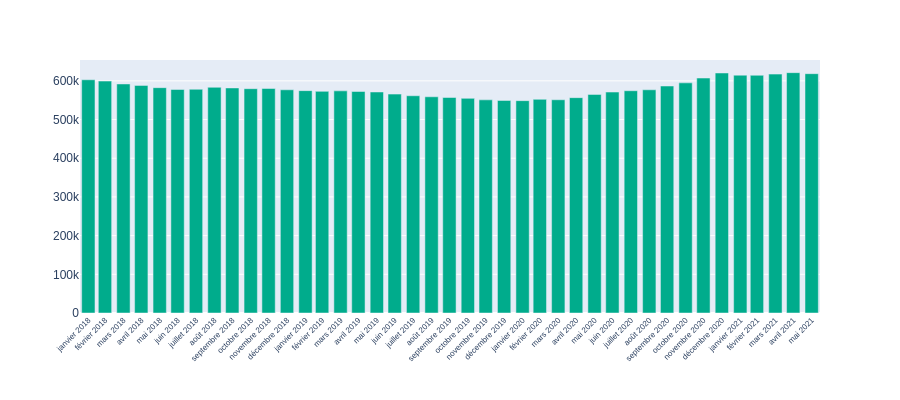 600k
500k
400k
300k
200k
100k
0
janvier 2018
février 2018
mars 2018
avril 2018
mai 2018
juin 2018
juillet 2018
août 2018
septembre 2018
octobre 2018
novembre 2018
décembre 2018
janvier 2019
février 2019
mars 2019
avril 2019
mai 2019
juin 2019
juillet 2019
août 2019
septembre 2019
octobre 2019
novembre 2019
décembre 2019
janvier 2020
février 2020
mars 2020
avril 2020
mai 2020
juin 2020
juillet 2020
août 2020
septembre 2020
octobre 2020
novembre 2020
décembre 2020
janvier 2021
février 2021
mars 2021
avril 2021
mai 2021